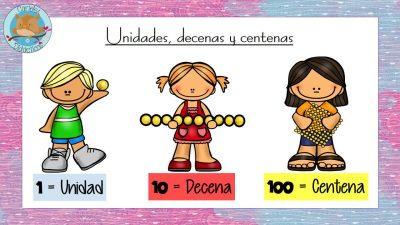 Unidades, decenas y centenas
1 = Unidad
10 = Decena
100 = Centena